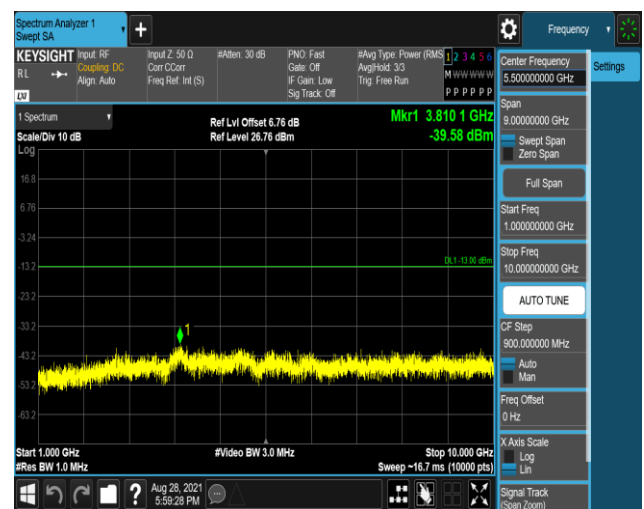 Spectrum Analyzer 1
Swept SA
Frequency
KEYSIGHT
RL
LXI
Input: RF
Coupling: DC
Align: Auto
Input Z: 50 Ω
Corr CCorr
Freq Ref: Int (S)
#Atten: 30 dB
PNO: Fast
Gate: Off
IF Gain: Low
Sig Track: Off
#Avg Type: Power (RMS
Avg|Hold: 3/3
Trig: Free Run
1 2 3 4 5 6
M W W W W W
P P P P P P
1 Spectrum
Scale/Div 10 dB
Log
Ref Lvl Offset 6.76 dB
Ref Level 26.76 dBm
Mkr1 3.810 1 GHz
-39.58 dBm
16.8
6.76
-3.24
-13.2
-23.2
-33.2
-43.2
-53.2
-63.2
DL1 -13.00 dBm
1
Start 1.000 GHz
#Res BW 1.0 MHz
#Video BW 3.0 MHz
Stop 10.000 GHz
Sweep ~16.7 ms (10000 pts)
Aug 28, 2021
5:59:28 PM
Center Frequency
5.500000000 GHz
Span
9.00000000 GHz
Swept Span
Zero Span
Full Span
Start Freq
1.000000000 GHz
Stop Freq
10.000000000 GHz
AUTO TUNE
CF Step
900.000000 MHz
Auto
Man
Freq Offset
0 Hz
X Axis Scale
Log
Lin
Signal Track
(Span Zoom)
Settings